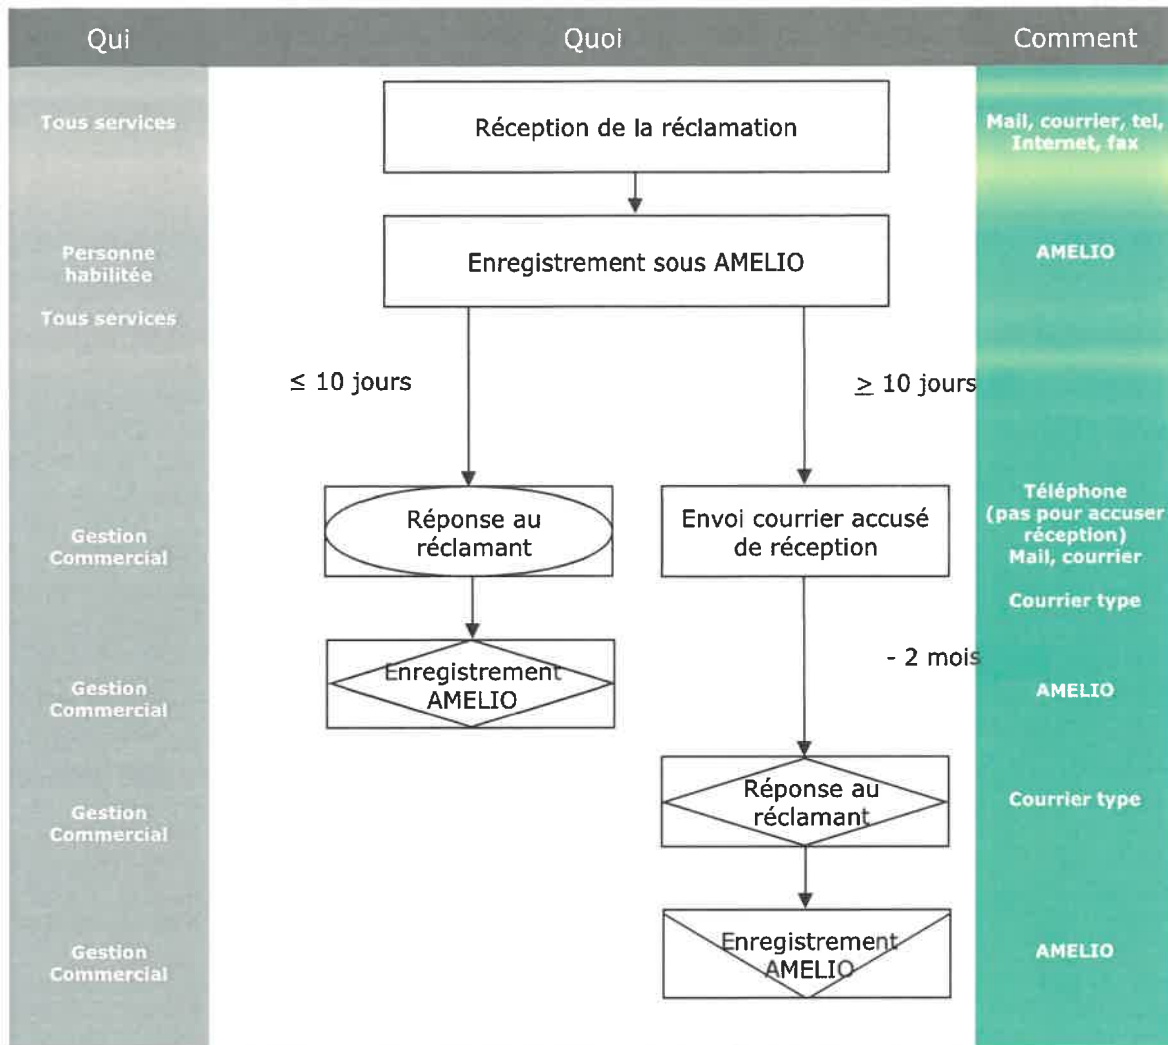 Qui
Quoi
Comment
Tous services
Réception de la réclamation
Mail, courrier, tel,
Internet, fax
Personne
habilitée
Enregistrement sous AMELIO
AMELIO
Tous services
≤ 10 jours
≥ 10 jours
Gestion
Commercial
Réponse au
réclamant
Envoi courrier accusé
de réception
Téléphone
(pas pour accuser
réception)
Mail, courrier
Courrier type
- 2 mois
Gestion
Commercial
Enregistrement
AMELIO
AMELIO
Gestion
Commercial
Réponse au
réclamant
Courrier type
Gestion
Commercial
Enregistrement
AMELIO
AMELIO